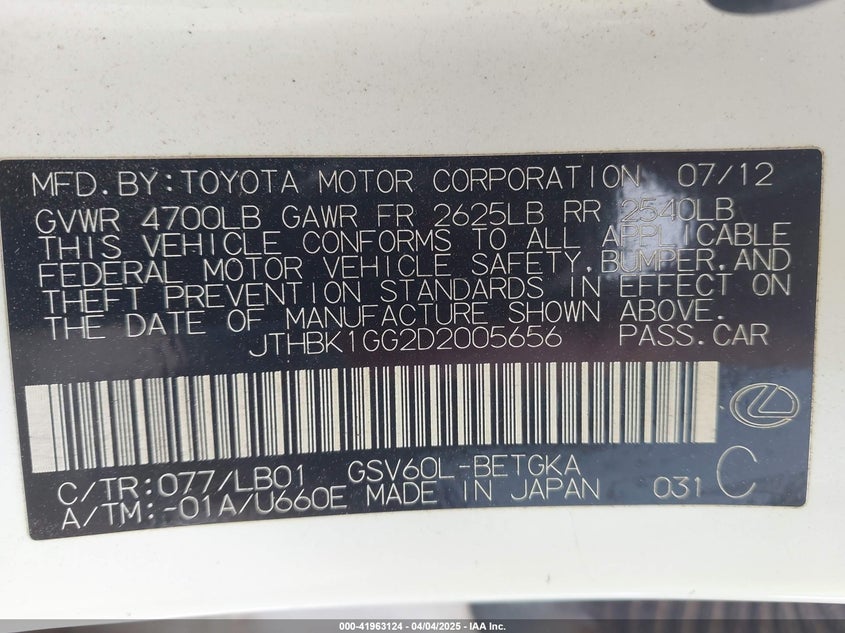 MFD. BY: TOYOTA MOTOR CORPORATION 07/12
GVWR 4700LB GAWR FR 2625LB RR 2540LB
THIS VEHICLE CONFORMS TO ALL APPLICABLE
FEDERAL MOTOR VEHICLE SAFETY, BUMPER, AND
THEFT PREVENTION STANDARDS IN EFFECT ON
THE DATE OF MANUFACTURE SHOWN ABOVE.
JTHBK1GG2D2005656 PASS. CAR
C/TR: 077/LB01 GSV60L-BETGKA
A/TM: -01A/U660E MADE IN JAPAN 031 C
000-41963124 - 04/04/2025 - IAA Inc.